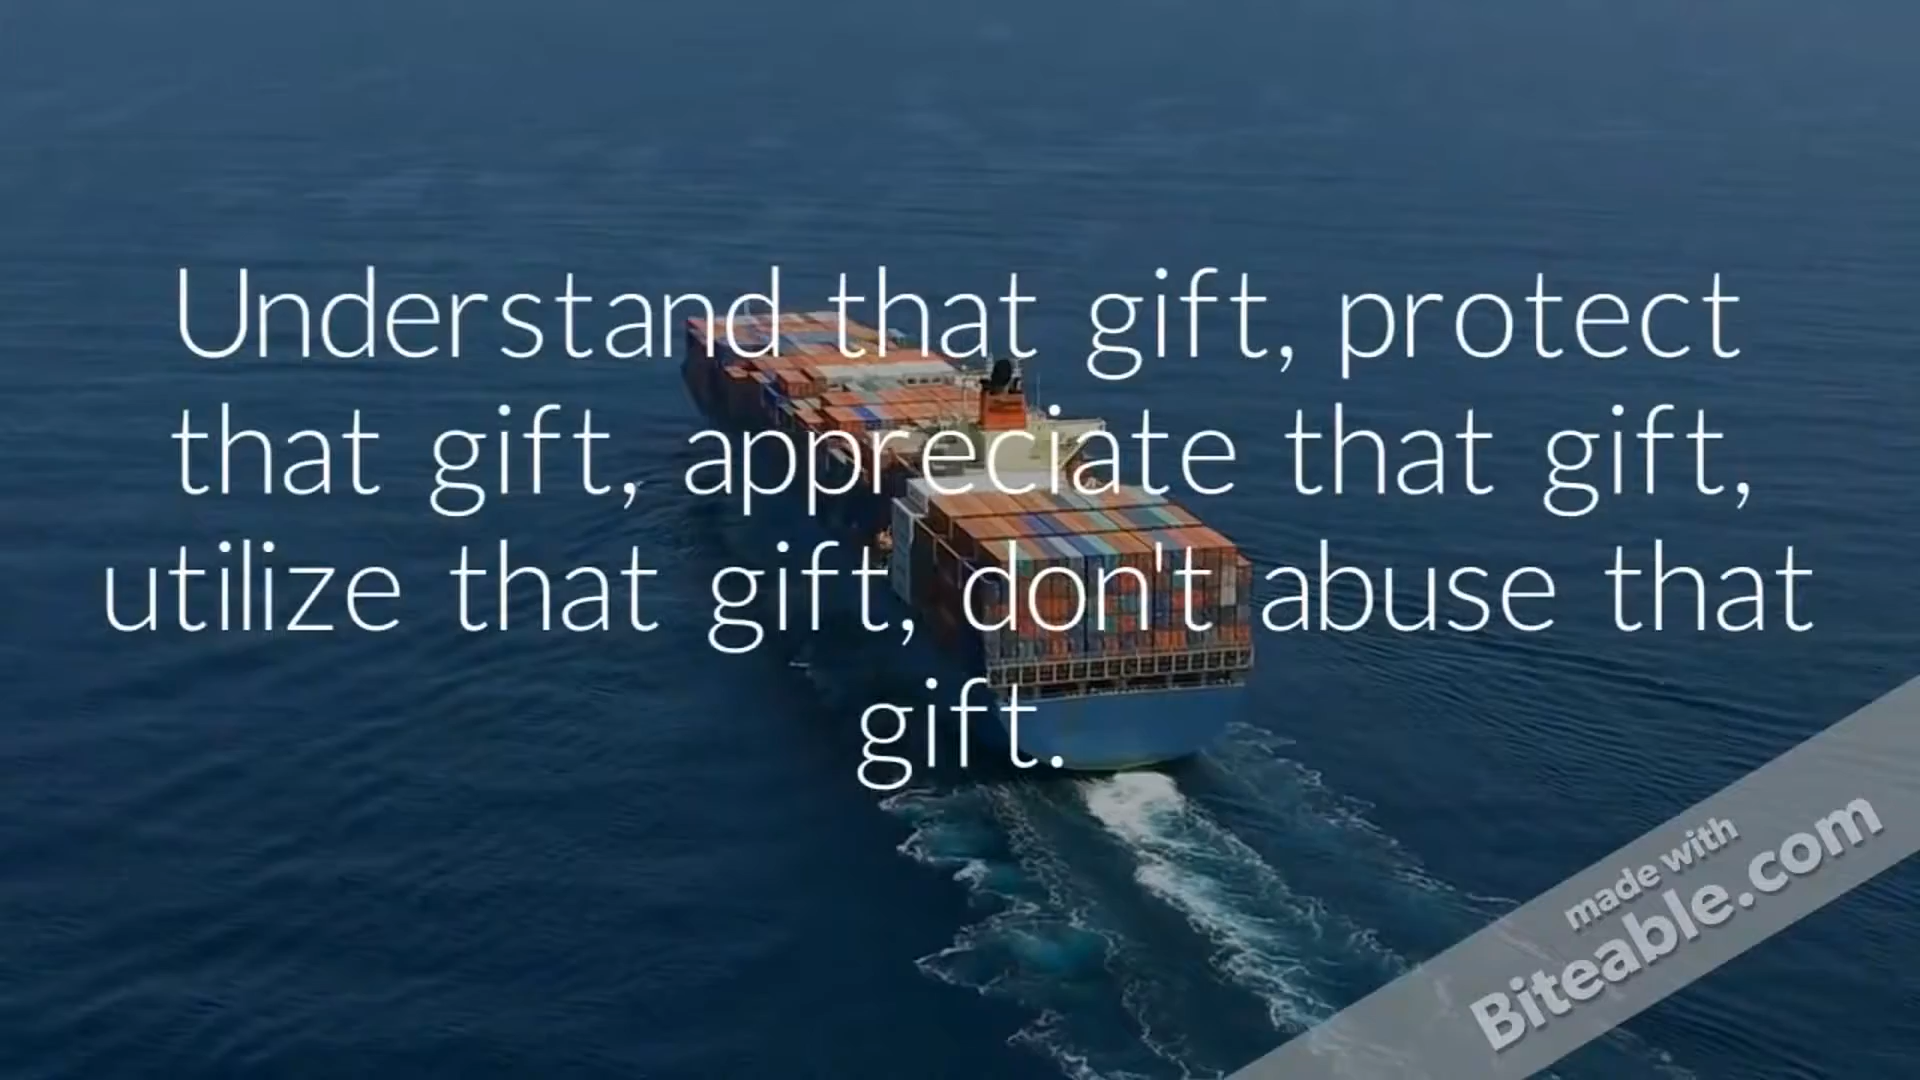 Understand that gift, protect
that gift, appreciate that gift,
utilize that gift, don't abuse that
gift.
made with
Biteable.com